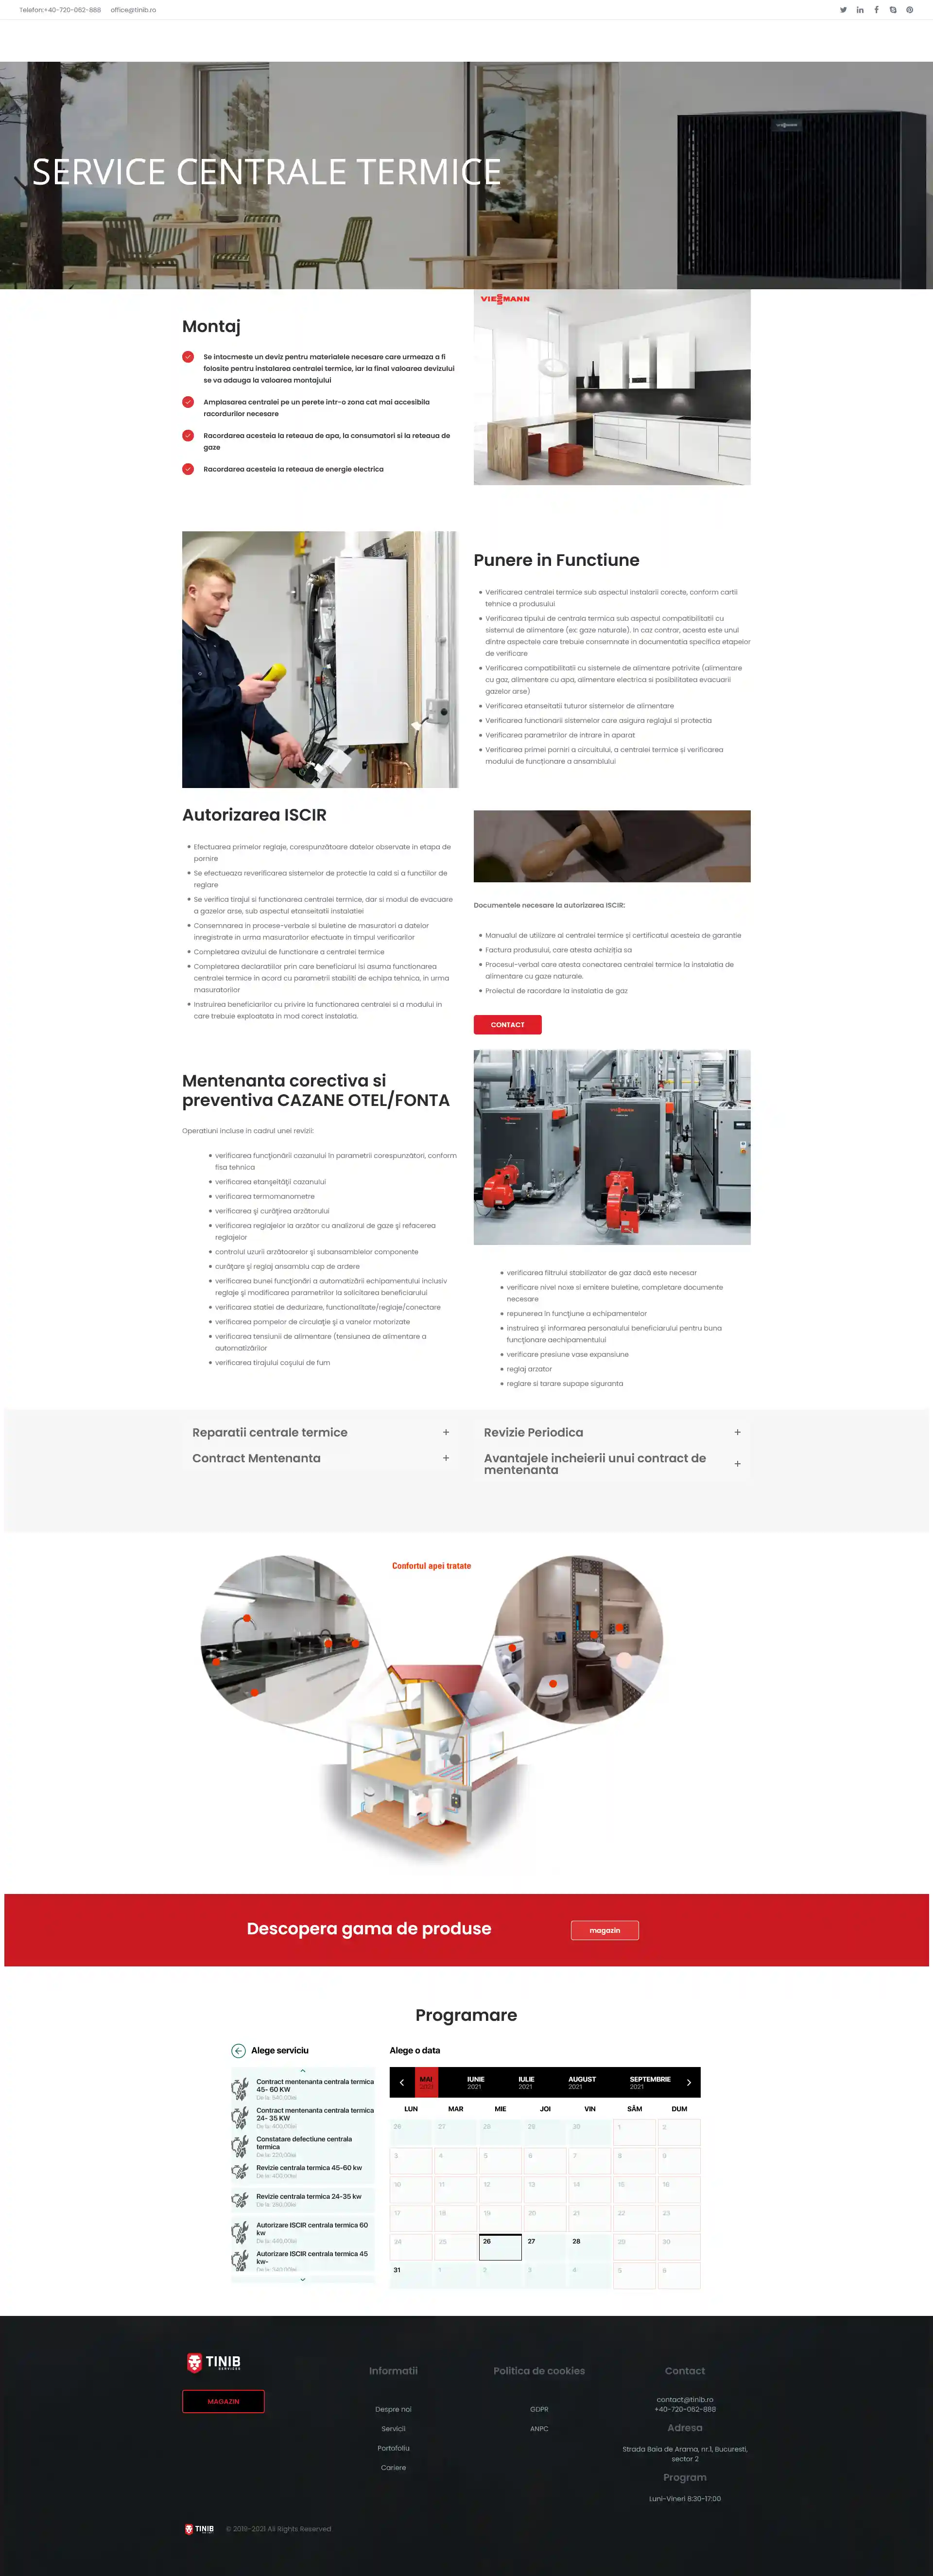 Telefon:+40-720-062-888 office@tinib.ro
SERVICE CENTRALE TERMICE
VIESSMANN
Montaj
Se intocmeste un deviz pentru materialele necesare care urmeaza a fi
folosite pentru instalarea centralei termice, iar la final valoarea devizului
se va adauga la valoarea montajului
Amplasarea centralei pe un perete intr-o zona cat mai accesibila
racordurilor necesare
Racordarea acesteia la reteaua de apa, la consumatori si la reteaua de
gaze
Racordarea acesteia la reteaua de energie electrica
VIESMANN
Punere in Functiune
Verificarea centralei termice sub aspectul instalarii corecte, conform cartii
tehnice a produsului
Verificarea tipului de centrala termica sub aspectul compatibilitatii cu
sistemul de alimentare (ex: gaze naturale). In caz contrar, acesta este unul
dintre aspectele care trebuie consemnate in documentatia specifica etapelor
de verificare
Verificarea compatibilitatii cu sistemele de alimentare potrivite (alimentare
cu gaz, alimentare cu apa, alimentare electrica si posibilitatea evacuarii
gazelor arse)
Verificarea etanseitatii tuturor sistemelor de alimentare
Verificarea functionarii sistemelor care asigura reglajul si protectia
Verificarea parametrilor de intrare in aparat
Verificarea primei porniri a circuitului, a centralei termice și verificarea
modului de funcționare a ansamblului
Autorizarea ISCIR
Efectuarea primelor reglaje, corespunzătoare datelor observate in etapa de
pornire
Se efectueaza reverificarea sistemelor de protectie la cald si a functiilor de
reglare
Se verifica tirajul si functionarea centralei termice, dar si modul de evacuare
a gazelor arse, sub aspectul etanseitatii instalatiei
Consemnarea in procese-verbale si buletine de masuratori a datelor
inregistrate in urma masuratorilor efectuate in timpul verificarilor
Completarea avizului de functionare a centralei termice
Completarea declaratiilor prin care beneficiarul isi asuma functionarea
centralei termice in acord cu parametrii stabiliti de echipa tehnica, in urma
masuratorilor
Instruirea beneficiarilor cu privire la functionarea centralei si a modului in
care trebuie exploatata in mod corect instalatia.
Documentele necesare la autorizarea ISCIR:
Manualul de utilizare al centralei termice și certificatul acesteia de garantie
Factura produsului, care atesta achiziția sa
Procesul-verbal care atesta conectarea centralei termice la instalatia de
alimentare cu gaze naturale.
Proiectul de racordare la instalatia de gaz
CONTACT
Mentenanta corectiva si
preventiva CAZANE OTEL/FONTA
Operatiuni incluse in cadrul unei revizii:
verificarea funcţionării cazanului în parametrii corespunzători, conform
fisa tehnica
verificarea etanşeităţii cazanului
verificarea termomanometre
verificarea şi curăţirea arzătorului
verificarea reglajelor la arzător cu analizorul de gaze şi refacerea
reglajelor
controlul uzurii arzătoarelor şi subansamblelor componente
curăţare şi reglaj ansamblu cap de ardere
verificarea bunei funcţionări a automatizării echipamentului inclusiv
reglaje şi modificarea parametrilor la solicitarea beneficiarului
verificarea statiei de dedurizare, functionalitate/reglaje/conectare
verificarea pompelor de circulaţie şi a vanelor motorizate
verificarea tensiunii de alimentare (tensiunea de alimentare a
automatizărilor
verificarea tirajului coşului de fum
VIESMANN
VIESMANN
verificarea filtrului stabilizator de gaz dacă este necesar
verificare nivel noxe si emitere buletine, completare documente
necesare
repunerea în funcţiune a echipamentelor
instruirea şi informarea personalului beneficiarului pentru buna
funcţionare aechipamentului
verificare presiune vase expansiune
reglaj arzator
reglare si tarare supape siguranta
Reparatii centrale termice +
Contract Mentenanta +
Revizie Periodica +
Avantajele incheierii unui contract de
mentenanta +
Confortul apei tratate
Descopera gama de produse
magazin
Programare
Alege serviciu
Contract mentenanta centrala termica
45- 60 KW
De la: 540,00lei
Contract mentenanta centrala termica
24- 35 KW
De la: 400,00lei
Constatare defectiune centrala
termica
De la: 220,00lei
Revizie centrala termica 45-60 kw
De la: 400,00lei
Revizie centrala termica 24-35 kw
Autorizare ISCIR centrala termica 60
kw
De la: 440,00lei
Autorizare ISCIR centrala termica 45
kw-
Alege o data
MAI IUNIE IULIE AUGUST SEPTEMBRIE
2021 2021 2021 2021 2021
LUN MAR MIE JOI VIN SÂM DUM
26 27 28 29 30 1 2
3 4 5 6 7 8 9
10 11 12 13 14 15 16
17 18 19 20 21 22 23
24 25 26 27 28 29 30
31 1 2 3 4 5 6
TINIB
SERVICES
MAGAZIN
Informatii
Despre noi
Servicii
Portofoliu
Cariere
Politica de cookies
GDPR
ANPC
Contact
contact@tinib.ro
+40-720-062-888
Adresa
Strada Baia de Arama, nr.1, Bucuresti,
sector 2
Program
Luni-Vineri 8:30-17:00
TINIB
© 2019-2021 All Rights Reserved